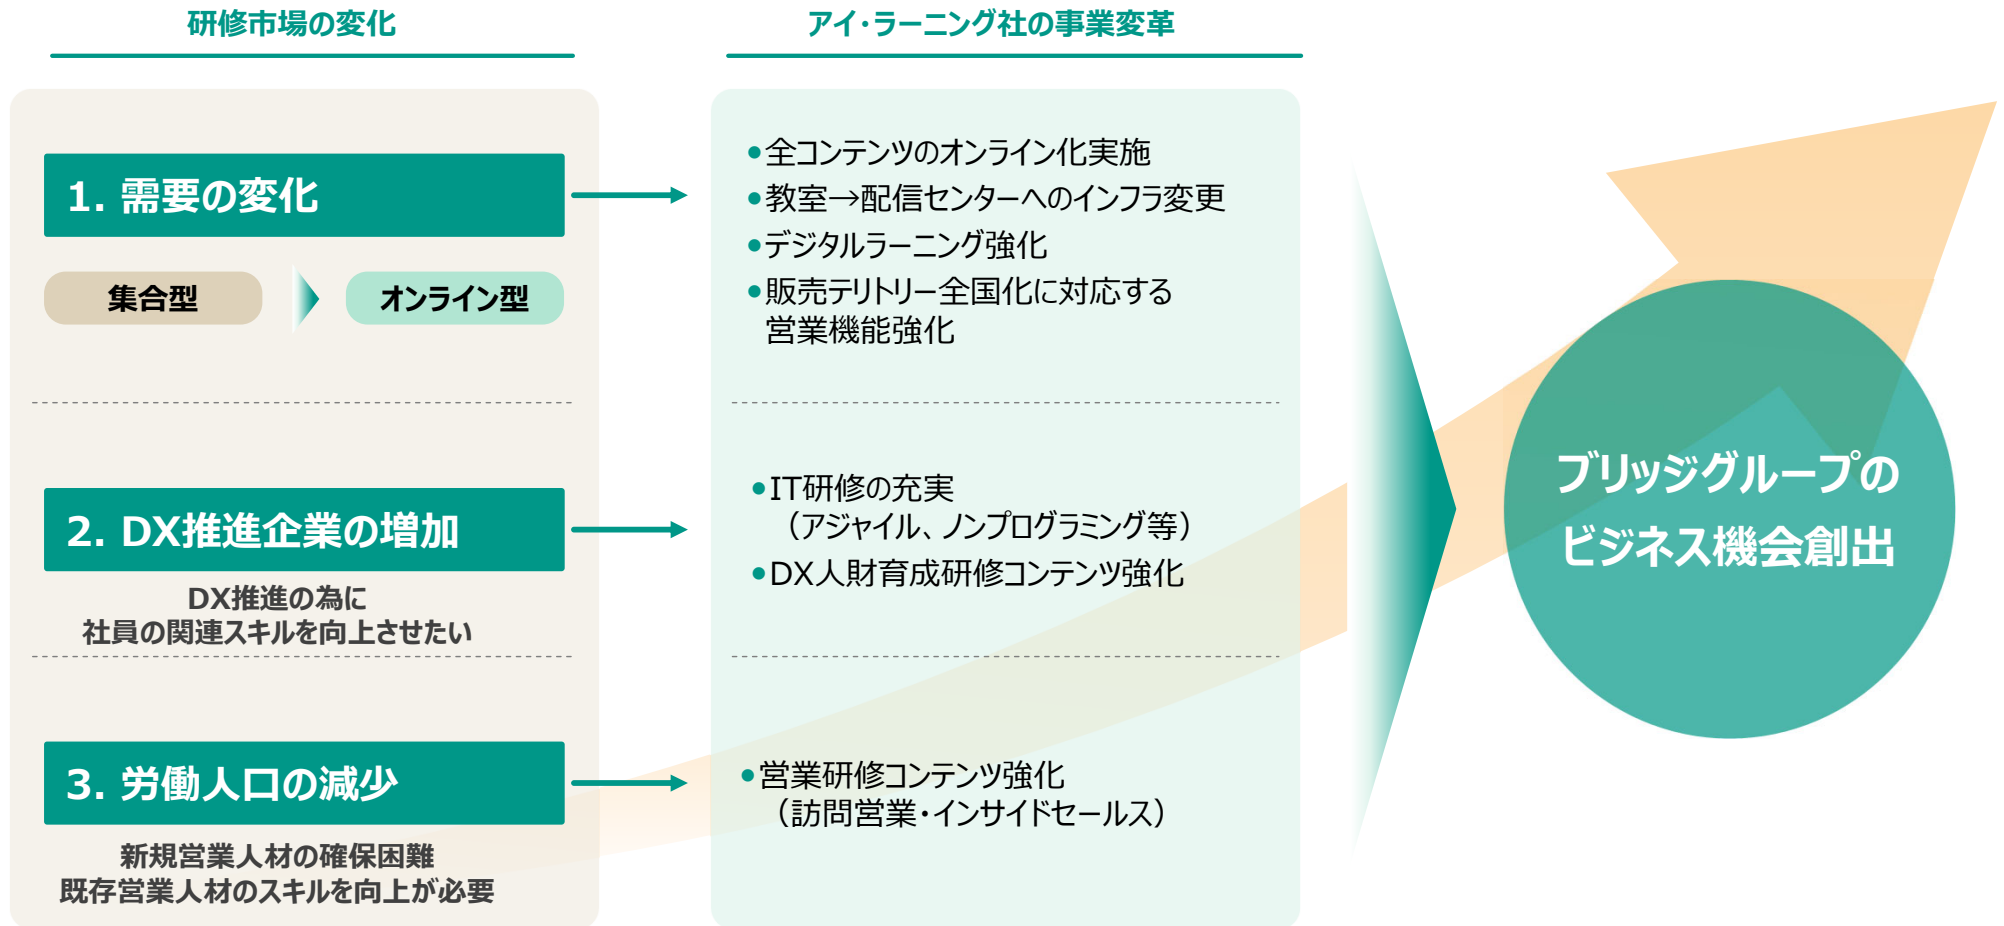 研修市場の変化
アイ・ラーニング社の事業変革
1. 需要の変化
集合型
オンライン型
•全コンテンツのオンライン化実施
•教室→配信センターへのインフラ変更
•デジタルラーニング強化
•販売テリトリー全国化に対応する
営業機能強化
2. DX推進企業の増加
DX推進の為に
社員の関連スキルを向上させたい
•IT研修の充実
（アジャイル、ノンプログラミング等）
•DX人財育成研修コンテンツ強化
3. 労働人口の減少
新規営業人材の確保困難
既存営業人材のスキルを向上が必要
•営業研修コンテンツ強化
（訪問営業・インサイドセールス）
ブリッジグループの
ビジネス機会創出